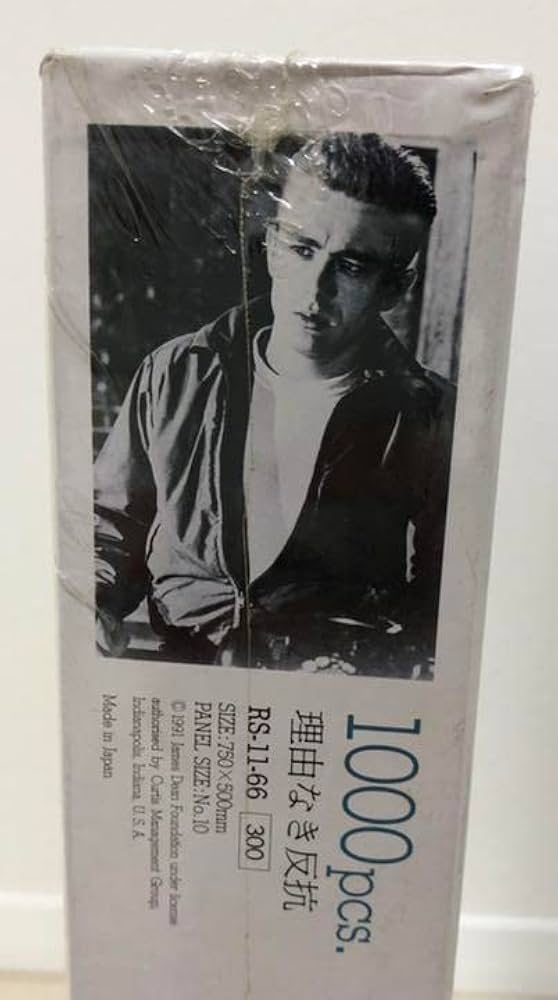 1000pcs.
理由なき反抗
RS-11-66 300
SIZE:750×500mm
PANEL SIZE:No.10
©1991 James Dean Foundation under license
authorised by Curtis Management Group,
Indianapolis, Indiana, U.S.A.
Made in Japan